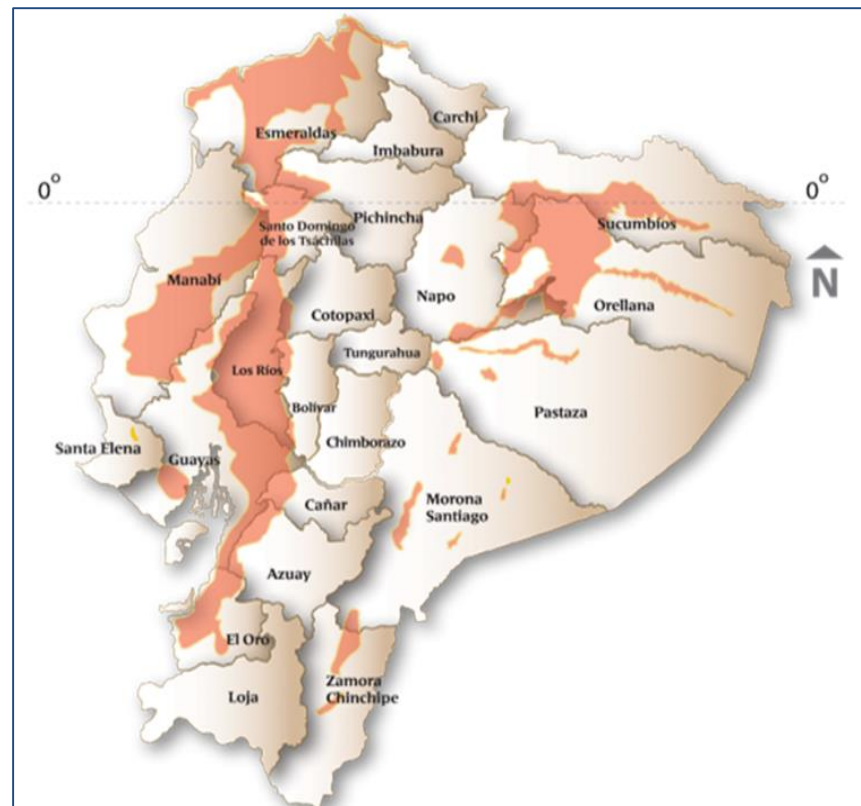 Carchi
Esmeraldas
Imbabura
0°
0°
Pichincha
Sucumbíos
Santo Domingo
de los Tsáchilas
Manabí
N
Napo
Orellana
Cotopaxi
Tungurahua
Los Ríos
Bolívar
Pastaza
Chimborazo
Santa Elena
Guayas
Morona
Santiago
Cañar
Azuay
El Oro
Zamora
Chinchipe
Loja